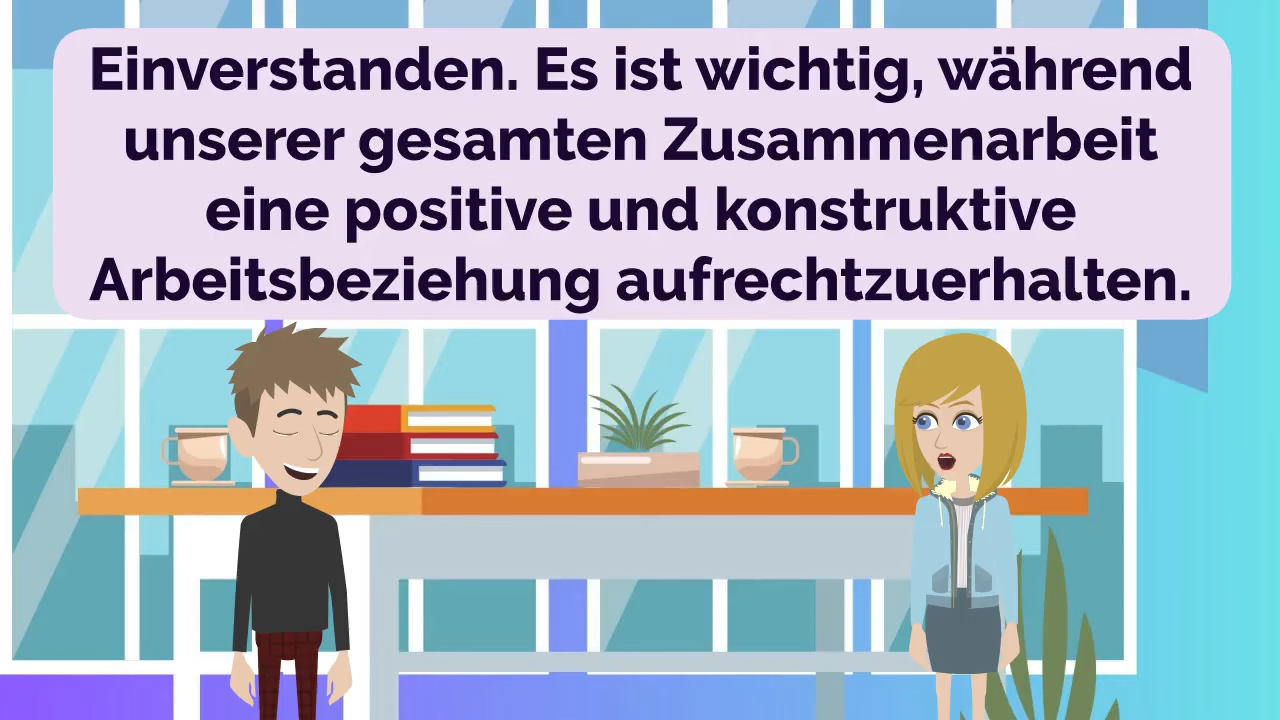 Einverstanden. Es ist wichtig, während
unserer gesamten Zusammenarbeit
eine positive und konstruktive
Arbeitsbeziehung aufrechtzuerhalten.